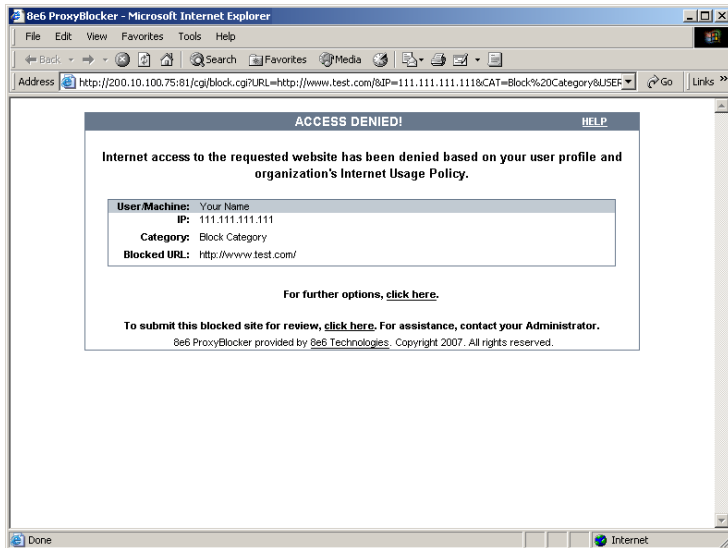 8e6 ProxyBlocker - Microsoft Internet Explorer
File Edit View Favorites Tools Help
Back Search Favorites Media
Address http://200.10.100.75:81/cgi/block.cgi?URL=http://www.test.com/&IP=111.111.111.111&CAT=Block%20Category&USER Go Links »
ACCESS DENIED! HELP
Internet access to the requested website has been denied based on your user profile and
organization's Internet Usage Policy.
User/Machine: Your Name
IP: 111.111.111.111
Category: Block Category
Blocked URL: http://www.test.com/
For further options, click here.
To submit this blocked site for review, click here. For assistance, contact your Administrator.
8e6 ProxyBlocker provided by 8e6 Technologies. Copyright 2007. All rights reserved.
Done Internet